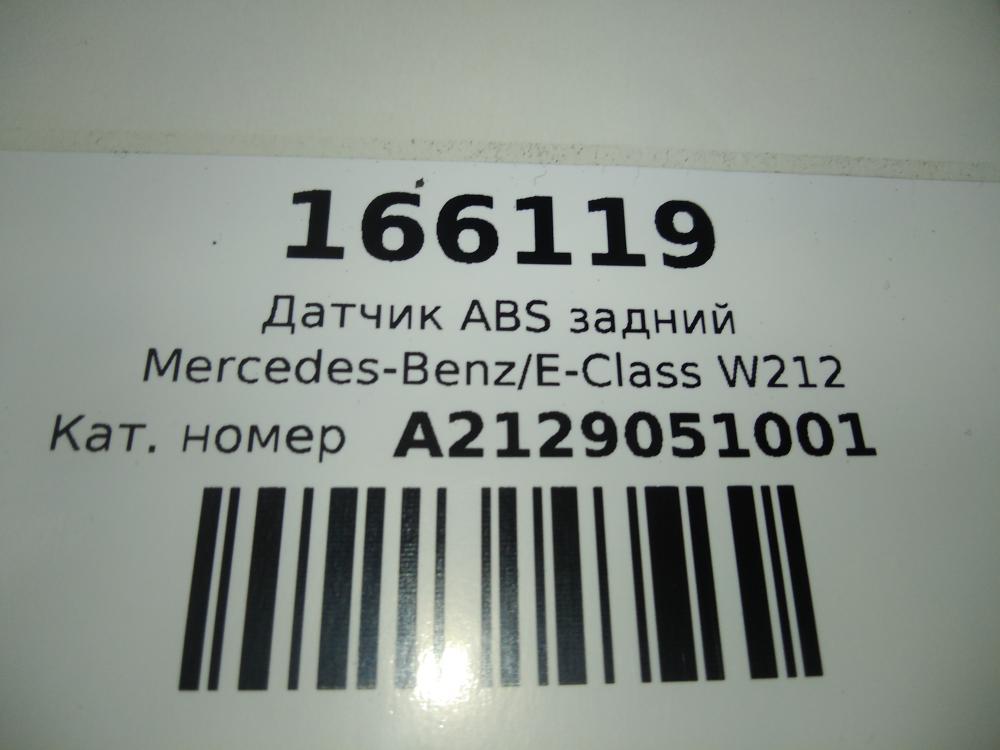 166119
Датчик ABS задний
Mercedes-Benz/E-Class W212
Кат. номер A2129051001